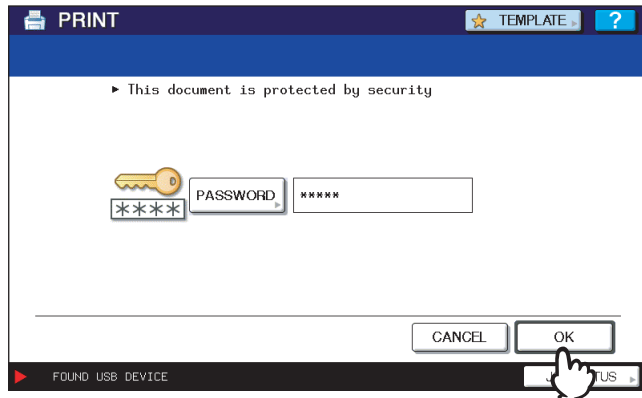 PRINT
TEMPLATE
?
► This document is protected by security
****
PASSWORD
*****
CANCEL
OK
FOUND USB DEVICE